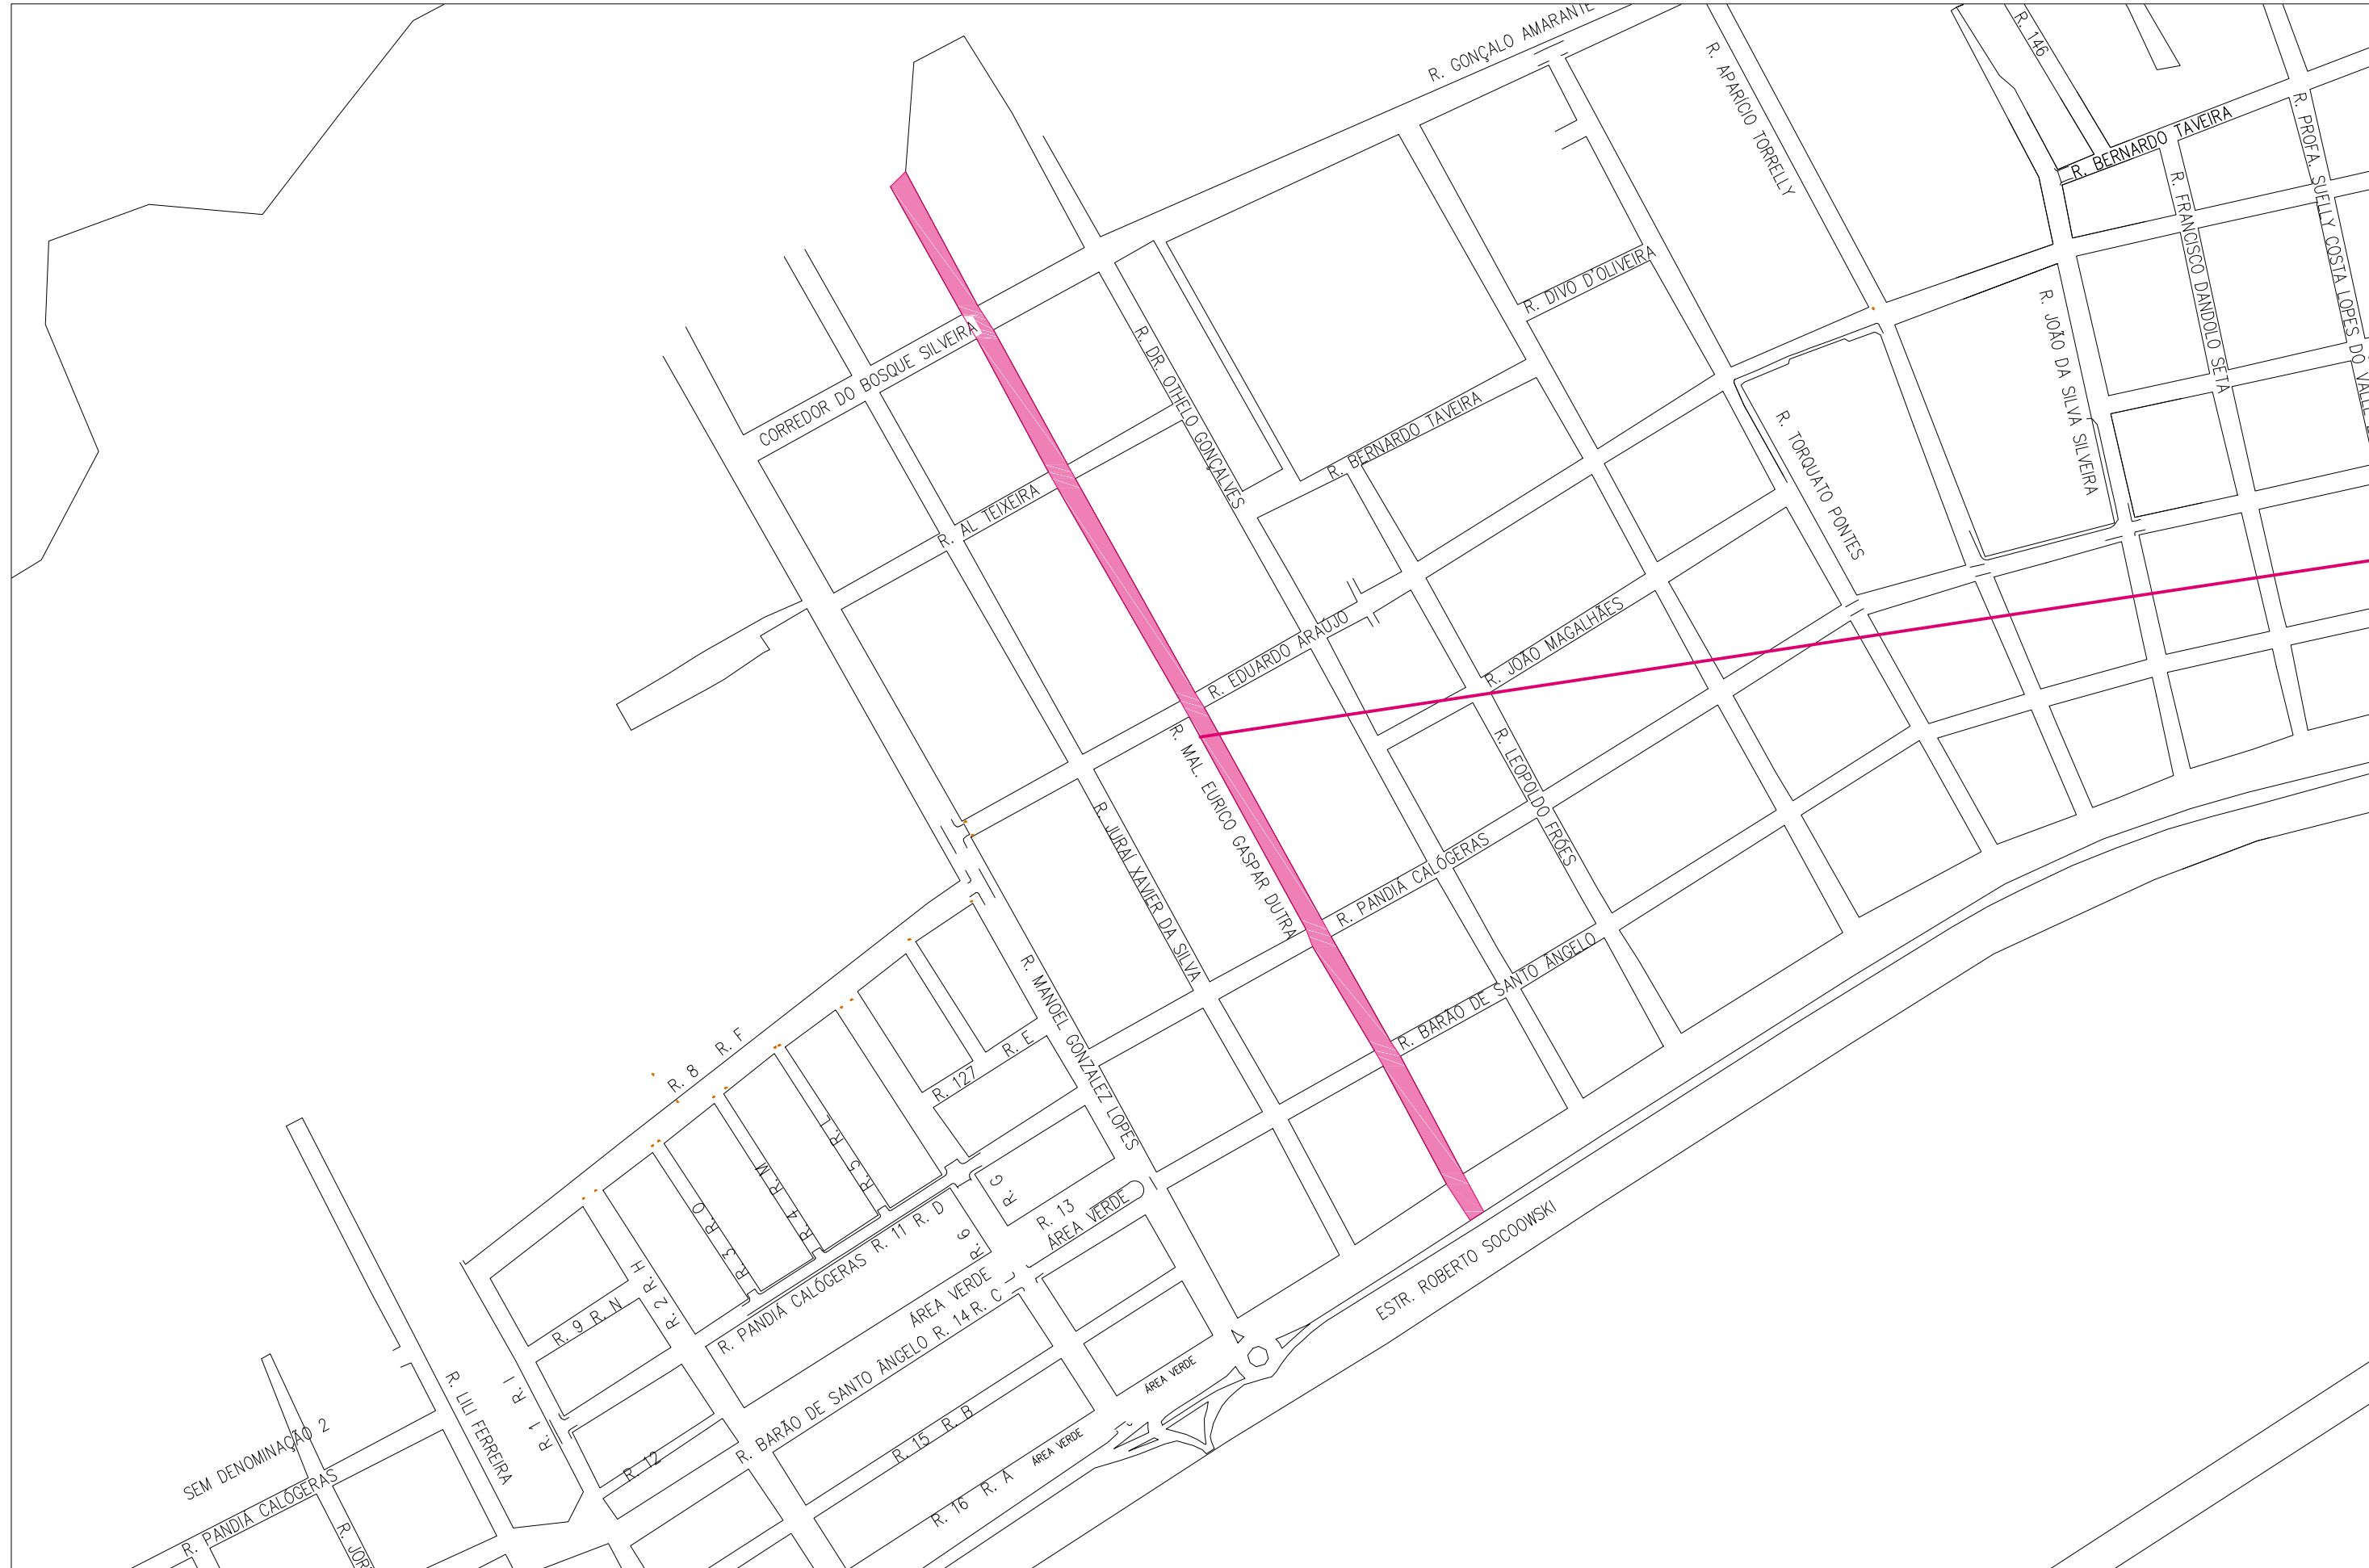 R. GONÇALO AMARANTE
R. APARÍCIO TORRELLY
R. 146
R. BERNARDO TAVEIRA
R. PROFA. SUELLY COSTA LOPES DO VALLE
R. FRANCISCO DANDOLO SETA
R. DIVO D'OLIVEIRA
R. JOÃO DA SILVA SILVEIRA
CORREDOR DO BOSQUE SILVEIRA
R. DR. OTHELO GONÇALVES
R. BERNARDO TAVEIRA
R. TORQUATO PONTES
R. AL TEIXEIRA
R. EDUARDO ARAÚJO
R. JOÃO MAGALHÃES
R. MAL. EURICO GASPAR DUTRA
R. LEOPOLDO FRÓES
R. JURAÍ XAVIER DA SILVA
R. PANDIÁ CALÓGERAS
R. BARÃO DE SANTO ÂNGELO
R. MANOEL GONZALEZ LOPES
R. F
R. 8
R. E
R. 127
R. L
R. 5
R. M
R. 4
R. O
R. 3
R. H
R. 2
R. G
R. 6
R. 13
ÁREA VERDE
R. PANDIÁ CALÓGERAS R. 11 R. D
ÁREA VERDE
R. BARÃO DE SANTO ÂNGELO R. 14 R. C
R. 9 R. N
ESTR. ROBERTO SOCOOWSKI
R. I
R. 1
R. LILI FERREIRA
ÁREA VERDE
R. 15 R. B
R. 12
ÁREA VERDE
R. 16 R. A
SEM DENOMINAÇÃO 2
R. PANDIÁ CALÓGERAS